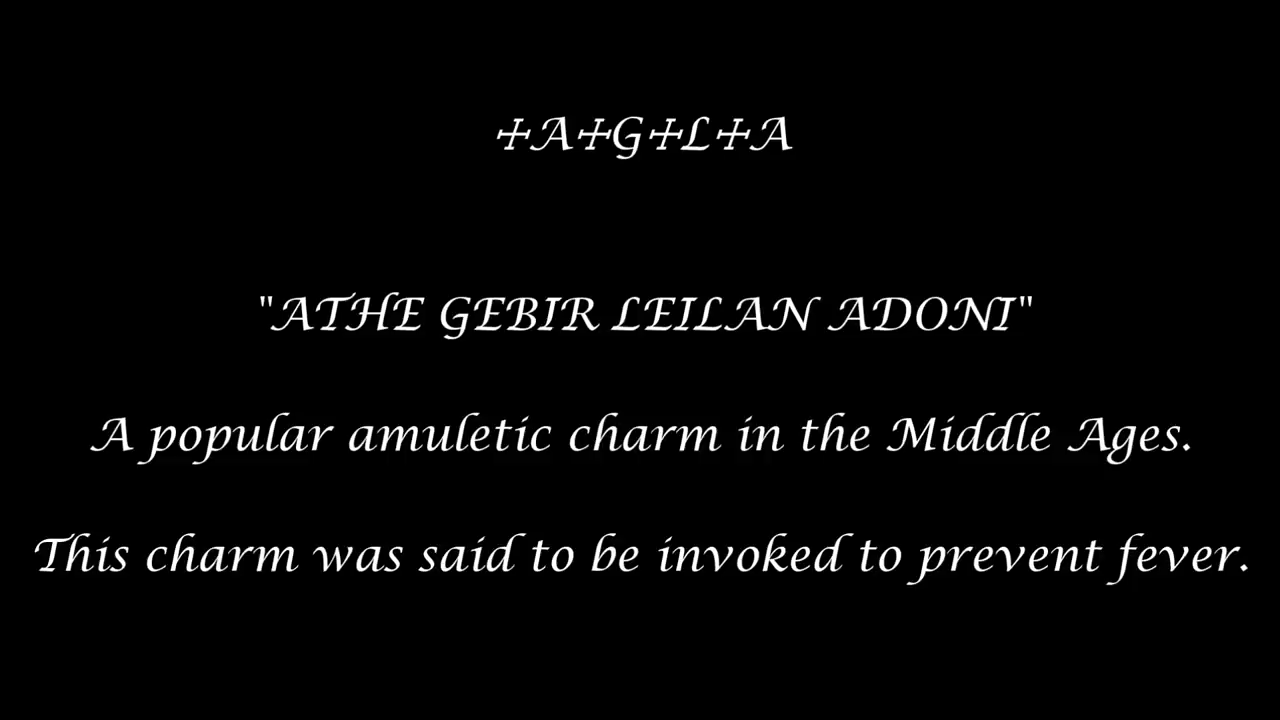 ♰A♰G♰L♰A
"ATHE GEBIR LEILAN ADONI"
A popular amuletic charm in the Middle Ages.
This charm was said to be invoked to prevent fever.